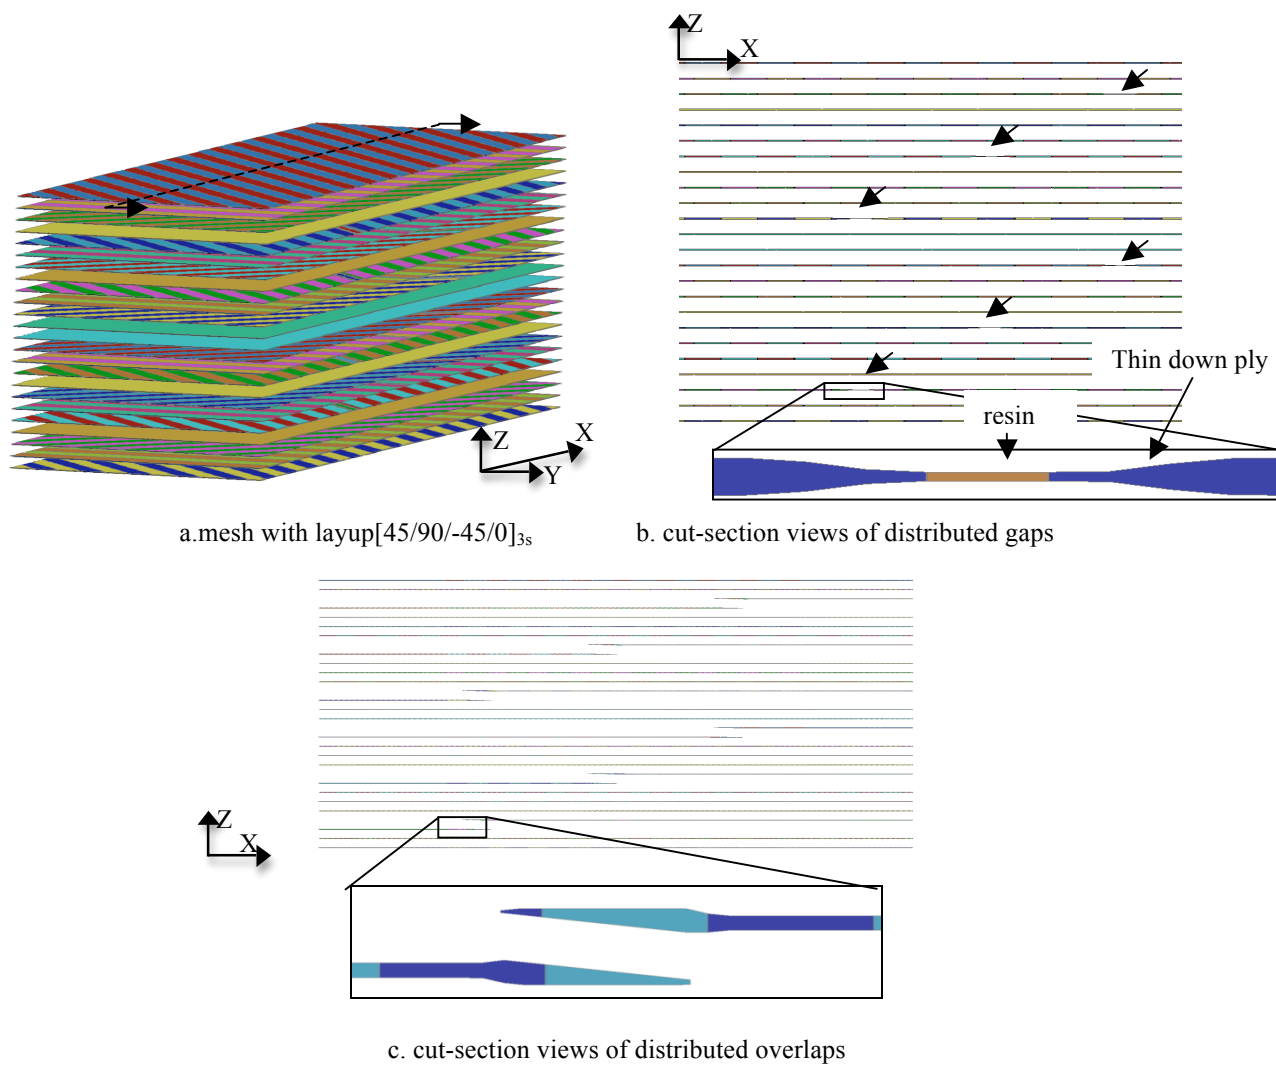 Z
X
Thin down ply
resin
Z
X
Y
a.mesh with layup[45/90/-45/0]3s
b. cut-section views of distributed gaps
Z
X
c. cut-section views of distributed overlaps